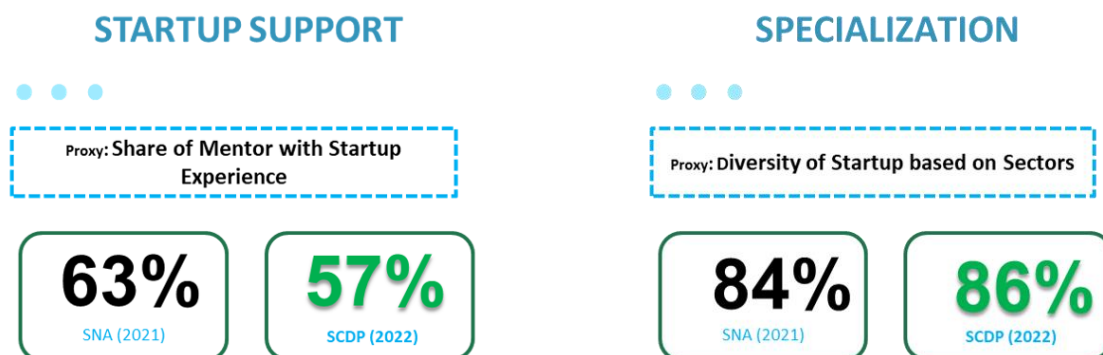 STARTUP SUPPORT
Proxy: Share of Mentor with Startup
Experience
63%
SNA (2021)
57%
SCDP (2022)
SPECIALIZATION
Proxy: Diversity of Startup based on Sectors
84%
SNA (2021)
86%
SCDP (2022)